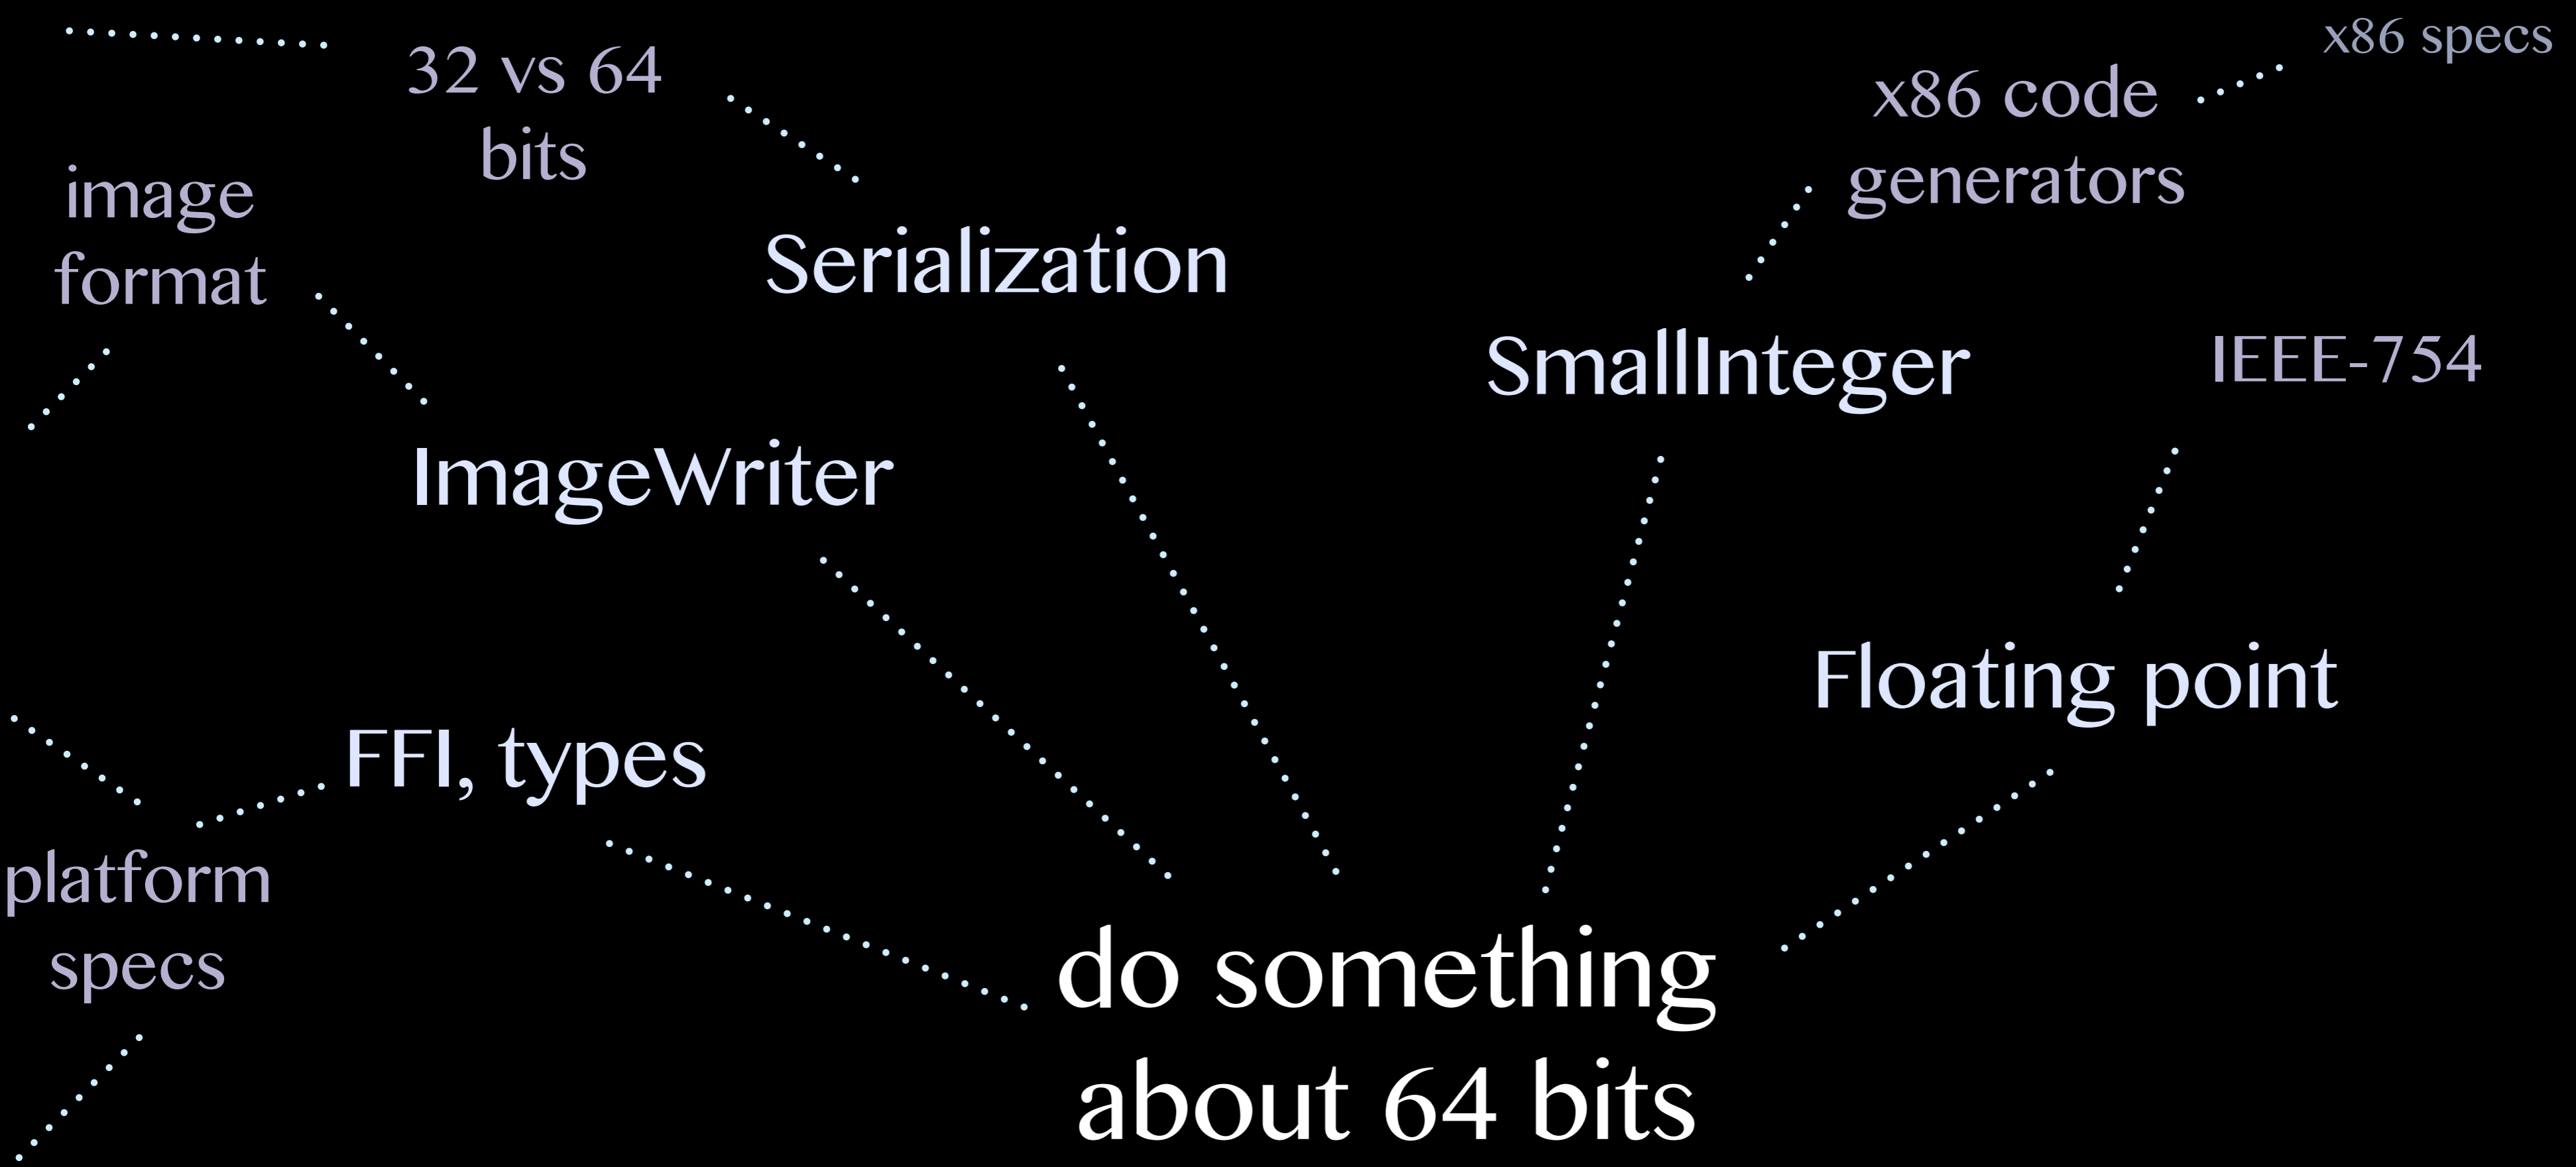 32 vs 64
bits
x86 specs
x86 code
generators
image
format
Serialization
SmallInteger
IEEE-754
ImageWriter
Floating point
FFI, types
platform
specs
do something
about 64 bits